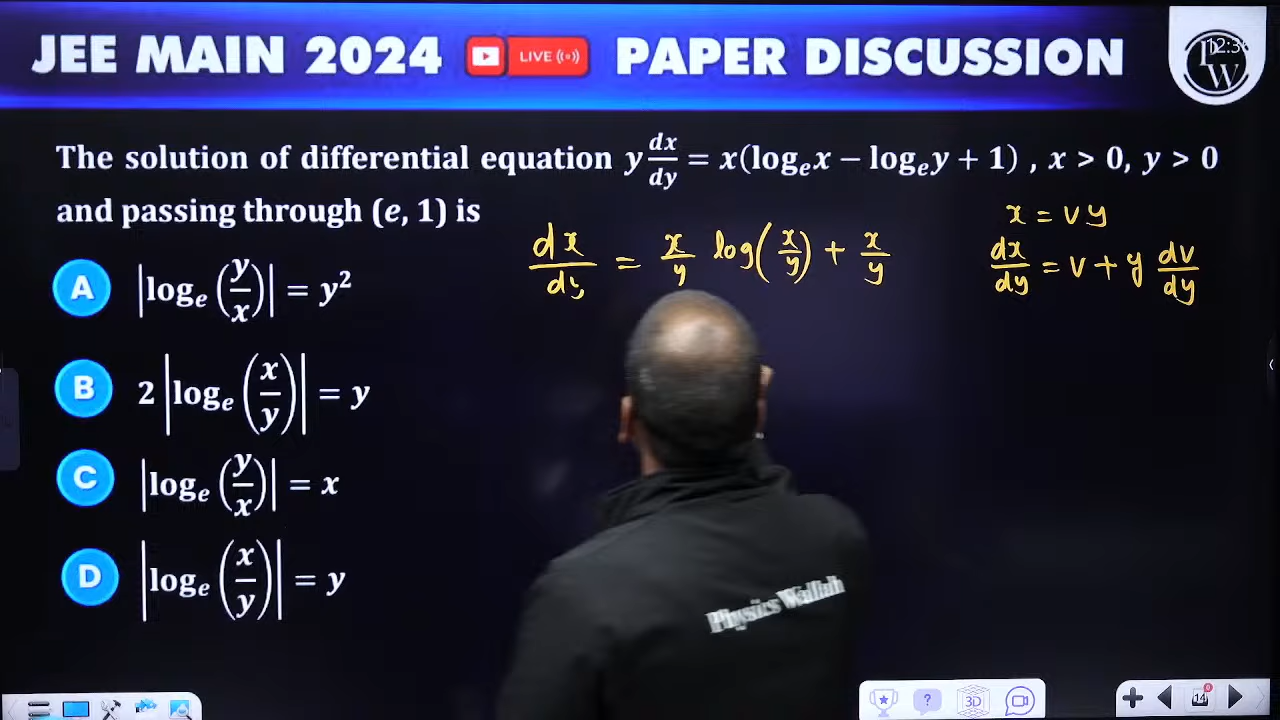 JEE MAIN 2024 LIVE PAPER DISCUSSION
The solution of differential equation y dx/dy = x(logₑx − logₑy + 1) , x > 0, y > 0
and passing through (e, 1) is
x = vy
dx/dy = x/y log(x/y) + x/y
dx/dy = v + y dv/dy
A |logₑ(y/x)| = y²
B 2|logₑ(x/y)| = y
C |logₑ(y/x)| = x
D |logₑ(x/y)| = y
Physics Wallah
?
3D
14